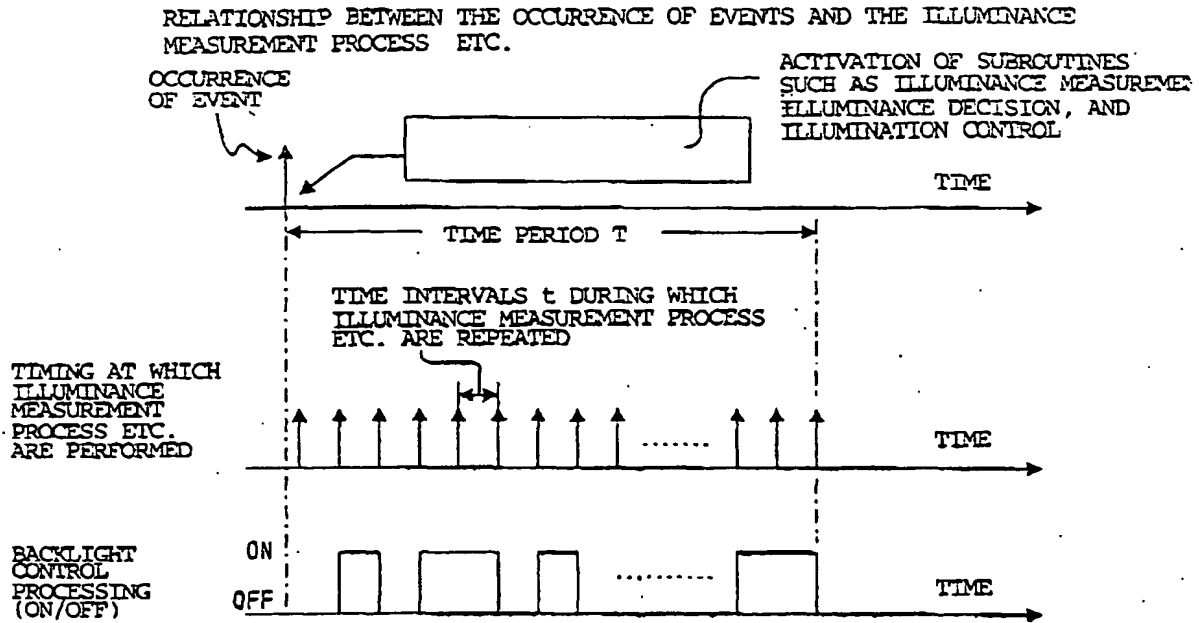 RELATIONSHIP BETWEEN THE OCCURRENCE OF EVENTS AND THE ILLUMINANCE
MEASUREMENT PROCESS ETC.
OCCURRENCE
OF EVENT
ACTIVATION OF SUBROUTINES
SUCH AS ILLUMINANCE MEASUREME
ILLUMINANCE DECISION, AND
ILLUMINATION CONTROL
TIME
TIME PERIOD T
TIME INTERVALS t DURING WHICH
ILLUMINANCE MEASUREMENT PROCESS
ETC. ARE REPEATED
TIMING AT WHICH
ILLUMINANCE
MEASUREMENT
PROCESS ETC.
ARE PERFORMED
TIME
BACKLIGHT
CONTROL
PROCESSING
(ON/OFF)
ON
OFF
TIME